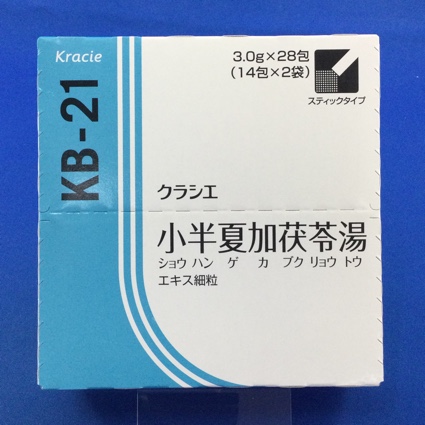 Kracie
KB-21
3.0g×28包
(14包×2袋)
スティックタイプ
クラシエ
小半夏加茯苓湯
ショウ ハン ゲ カ ブク リョウ トウ
エキス細粒